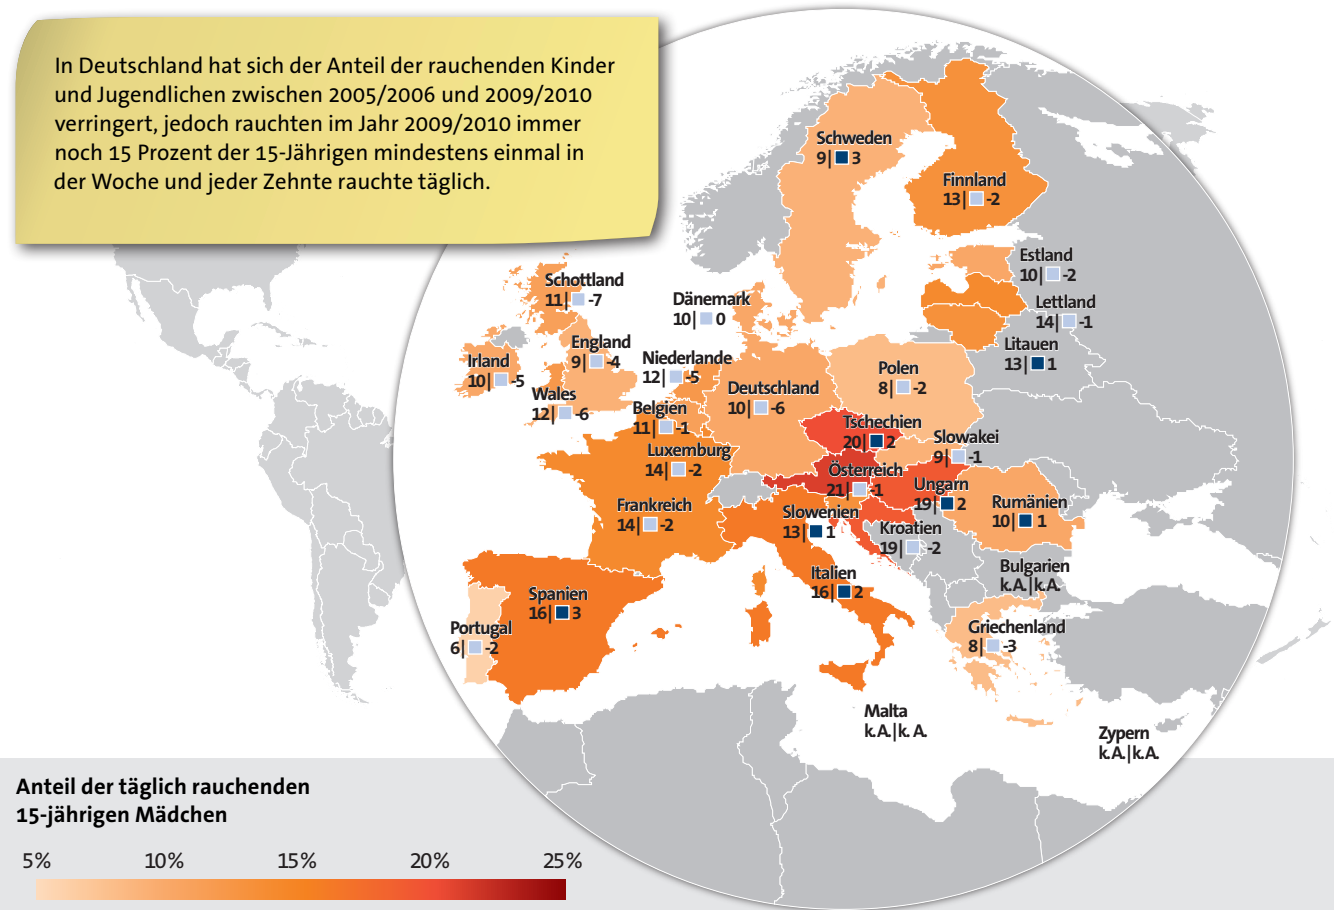 In Deutschland hat sich der Anteil der rauchenden Kinder
und Jugendlichen zwischen 2005/2006 und 2009/2010
verringert, jedoch rauchten im Jahr 2009/2010 immer
noch 15 Prozent der 15-Jährigen mindestens einmal in
der Woche und jeder Zehnte rauchte täglich.
Schweden
9| 3
Finnland
13| -2
Estland
10| -2
Schottland
11| -7
Dänemark
10| 0
Lettland
14| -1
Litauen
13| 1
England
9| -4
Irland
10| -5
Niederlande
12| -5
Polen
8| -2
Deutschland
10| -6
Wales
12| -6
Belgien
11| -1
Tschechien
20| 2
Slowakei
9| -1
Luxemburg
14| -2
Österreich
21| -1
Ungarn
19| 2
Frankreich
14| -2
Slowenien
13| 1
Rumänien
10| 1
Kroatien
19| -2
Bulgarien
k.A.|k.A.
Italien
16| 2
Spanien
16| 3
Portugal
6| -2
Griechenland
8| -3
Malta
k.A.|k. A.
Zypern
k.A.|k.A.
Anteil der täglich rauchenden
15-jährigen Mädchen
5% 10% 15% 20% 25%